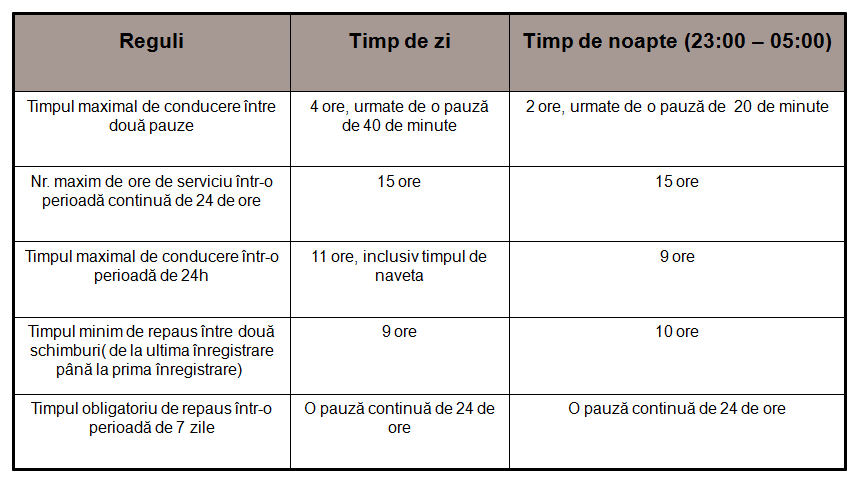 Reguli
Timp de zi
Timp de noapte (23:00 – 05:00)
Timpul maximal de conducere între
două pauze
4 ore, urmate de o pauză
de 40 de minute
2 ore, urmate de o pauză de  20 de minute
Nr. maxim de ore de serviciu într-o
perioadă continuă de 24 de ore
15 ore
15 ore
Timpul maximal de conducere într-o
perioadă de 24h
11 ore, inclusiv timpul de
naveta
9 ore
Timpul minim de repaus între două
schimburi( de la ultima înregistrare
până la prima înregistrare)
9 ore
10 ore
Timpul obligatoriu de repaus într-o
perioadă de 7 zile
O pauză continuă de 24 de
ore
O pauză continuă de 24 de ore